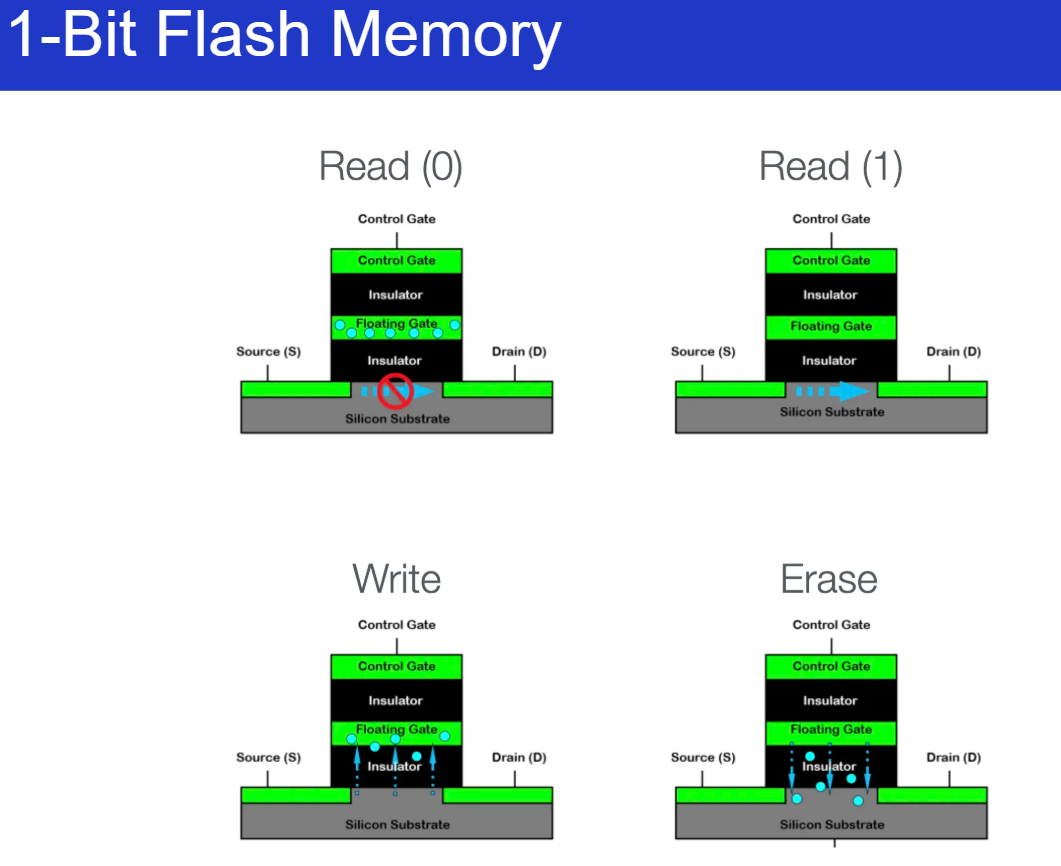 1-Bit Flash Memory
Read (0)
Control Gate
Control Gate
Insulator
Floating Gate
Insulator
Source (S)
Drain (D)
Silicon Substrate
Read (1)
Control Gate
Control Gate
Insulator
Floating Gate
Insulator
Source (S)
Drain (D)
Silicon Substrate
Write
Control Gate
Control Gate
Insulator
Floating Gate
Insulator
Source (S)
Drain (D)
Silicon Substrate
Erase
Control Gate
Control Gate
Insulator
Floating Gate
Insulator
Source (S)
Drain (D)
Silicon Substrate